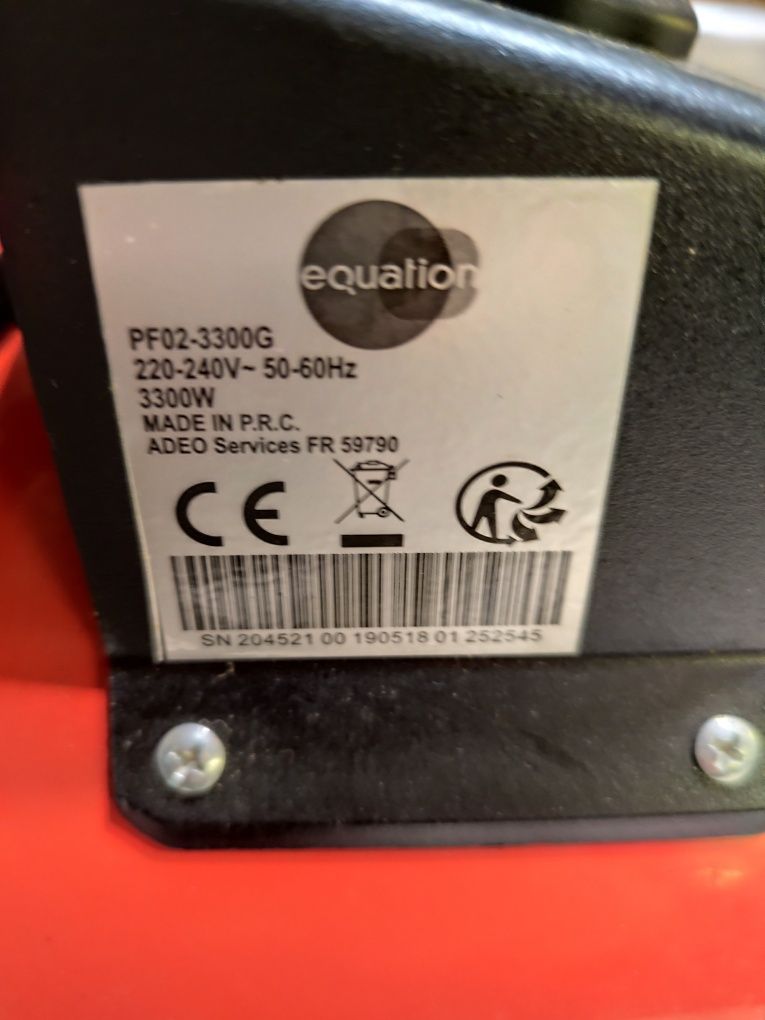 equation
PF02-3300G
220-240V~ 50-60Hz
3300W
MADE IN P.R.C.
ADEO Services FR 59790
CE
SN 204521 00 190518 01 252545